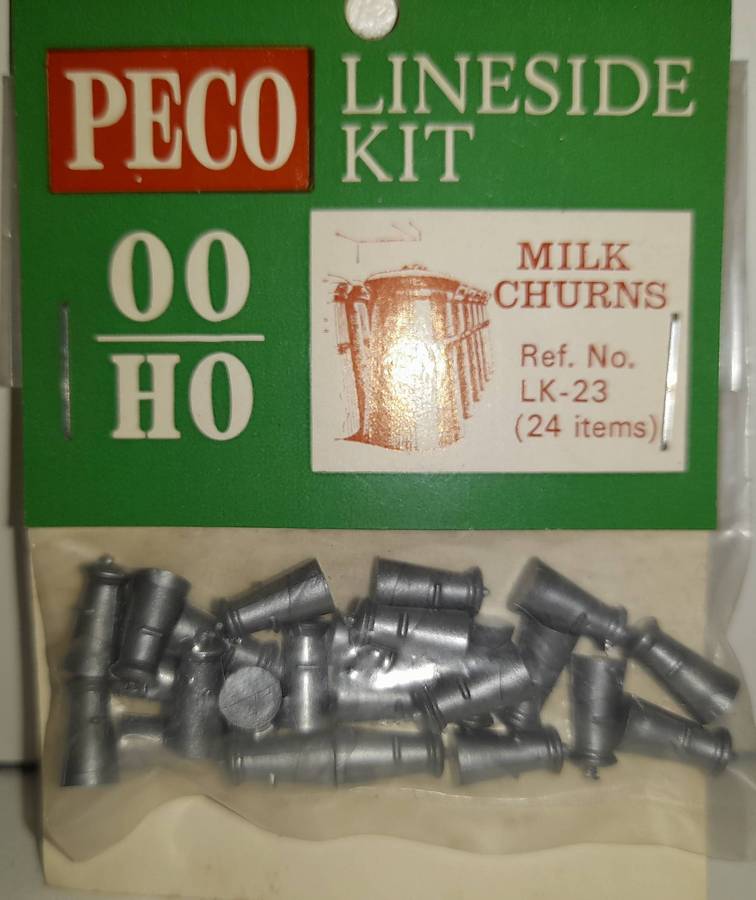 PECO
LINESIDE
KIT
OO
HO
MILK
CHURNS
Ref. No.
LK-23
(24 items)